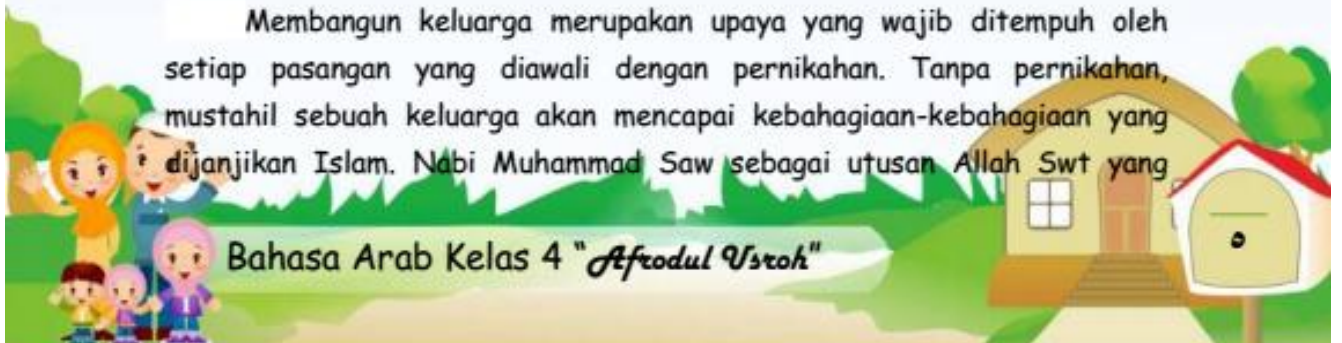 Membangun keluarga merupakan upaya yang wajib ditempuh oleh
setiap pasangan yang diawali dengan pernikahan. Tanpa pernikahan,
mustahil sebuah keluarga akan mencapai kebahagiaan-kebahagiaan yang
dijanjikan Islam. Nabi Muhammad Saw sebagai utusan Allah Swt yang
Bahasa Arab Kelas 4 "Afrodul Usroh"
٥